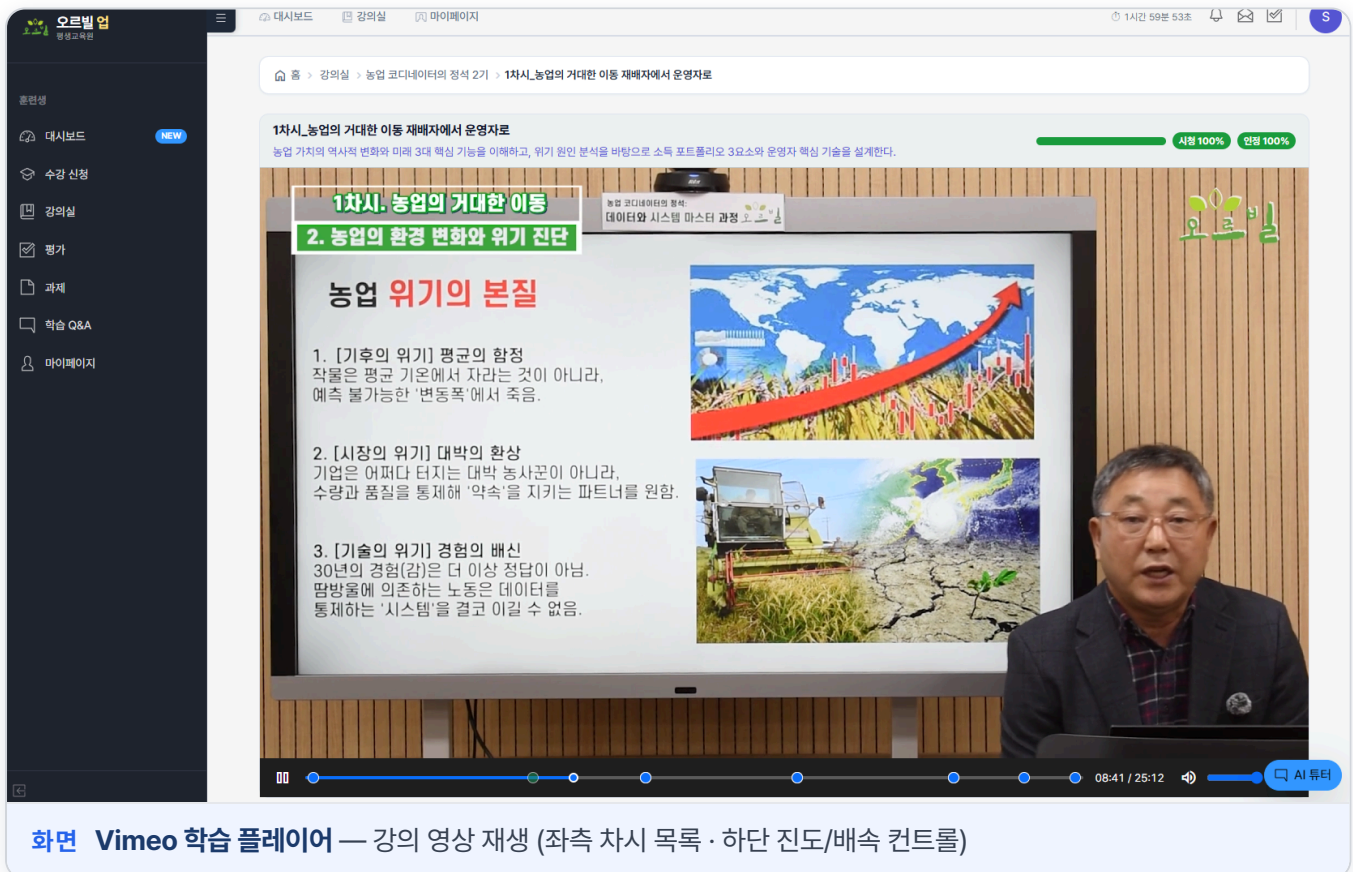 오르빌 업
평생교육원
대시보드
강의실
마이페이지
1시간 59분 53초
S
훈련생
대시보드
NEW
수강 신청
강의실
평가
과제
학습 Q&A
마이페이지
홈 > 강의실 > 농업 코디네이터의 정석 2기 > 1차시_농업의 거대한 이동 재배자에서 운영자로
1차시_농업의 거대한 이동 재배자에서 운영자로
농업 가치의 역사적 변화와 미래 3대 핵심 기능을 이해하고, 위기 원인 분석을 바탕으로 소득 포트폴리오 3요소와 운영자 핵심 기술을 설계한다.
시청 100%
인정 100%
1차시. 농업의 거대한 이동
2. 농업의 환경 변화와 위기 진단
농업 코디네이터의 정석:
데이터와 시스템 마스터 과정 오르빌
오르빌
농업 위기의 본질
1. [기후의 위기] 평균의 함정
작물은 평균 기온에서 자라는 것이 아니라,
예측 불가능한 '변동폭'에서 죽음.
2. [시장의 위기] 대박의 환상
기업은 어쩌다 터지는 대박 농사꾼이 아니라,
수량과 품질을 통제해 '약속'을 지키는 파트너를 원함.
3. [기술의 위기] 경험의 배신
30년의 경험(감)은 더 이상 정답이 아님.
땀방울에 의존하는 노동은 데이터를
통제하는 '시스템'을 결코 이길 수 없음.
08:41 / 25:12
AI 튜터
화면 Vimeo 학습 플레이어 — 강의 영상 재생 (좌측 차시 목록 · 하단 진도/배속 컨트롤)